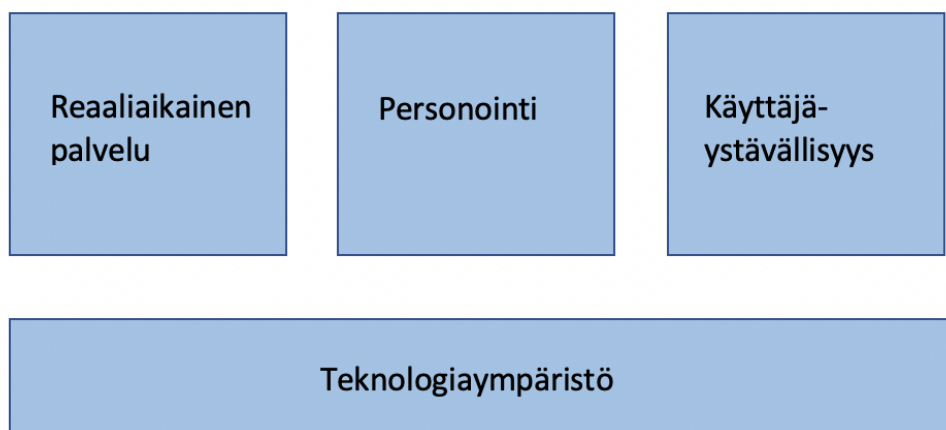 Reaaliaikainen
palvelu
Personointi
Käyttäjä-
ystävällisyys
Teknologiaympäristö